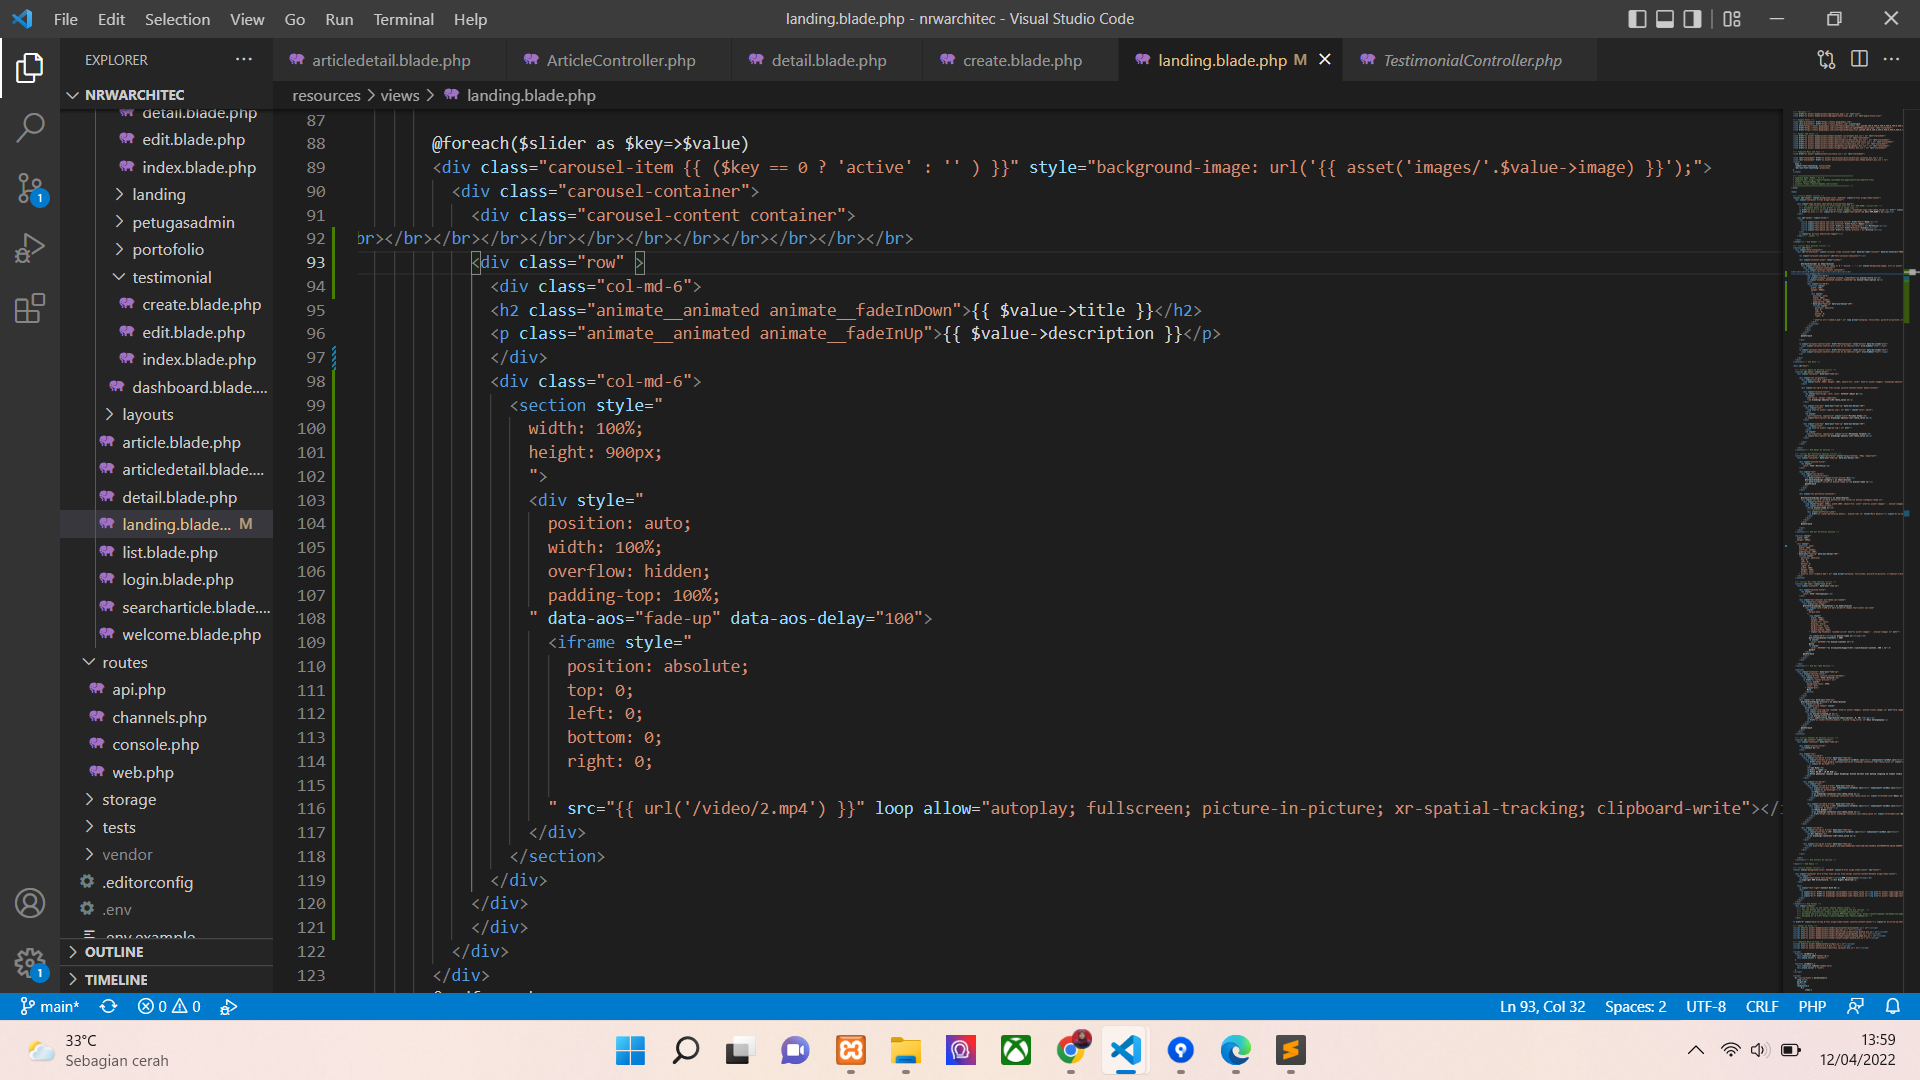 File Edit Selection View Go Run Terminal Help
landing.blade.php - nrwarchitec - Visual Studio Code
EXPLORER
articledetail.blade.php
ArticleController.php
detail.blade.php
create.blade.php
landing.blade.php M
TestimonialController.php
NRWARCHITEC
resources > views > landing.blade.php
detail.blade.php
edit.blade.php
index.blade.php
landing
petugasadmin
portofolio
testimonial
create.blade.php
edit.blade.php
index.blade.php
dashboard.blade....
layouts
article.blade.php
articledetail.blade....
detail.blade.php
landing.blade... M
list.blade.php
login.blade.php
searcharticle.blade....
welcome.blade.php
routes
api.php
channels.php
console.php
web.php
storage
tests
vendor
.editorconfig
.env
.env.example
OUTLINE
TIMELINE
87
88 @foreach($slider as $key=>$value)
89 <div class="carousel-item {{ ($key == 0 ? 'active' : '' ) }}" style="background-image: url('{{ asset('images/'.$value->image) }}');">
90 <div class="carousel-container">
91 <div class="carousel-content container">
92 br></br></br></br></br></br></br></br></br></br></br></br>
93 <div class="row" >
94 <div class="col-md-6">
95 <h2 class="animate__animated animate__fadeInDown">{{ $value->title }}</h2>
96 <p class="animate__animated animate__fadeInUp">{{ $value->description }}</p>
97 </div>
98 <div class="col-md-6">
99 <section style="
100 width: 100%;
101 height: 900px;
102 ">
103 <div style="
104 position: auto;
105 width: 100%;
106 overflow: hidden;
107 padding-top: 100%;
108 " data-aos="fade-up" data-aos-delay="100">
109 <iframe style="
110 position: absolute;
111 top: 0;
112 left: 0;
113 bottom: 0;
114 right: 0;
115
116 " src="{{ url('/video/2.mp4') }}" loop allow="autoplay; fullscreen; picture-in-picture; xr-spatial-tracking; clipboard-write"></i
117 </div>
118 </section>
119 </div>
120 </div>
121 </div>
122 </div>
123 </div>
1
1
main* 0 0
Ln 93, Col 32 Spaces: 2 UTF-8 CRLF PHP
33°C
Sebagian cerah
13:59
12/04/2022